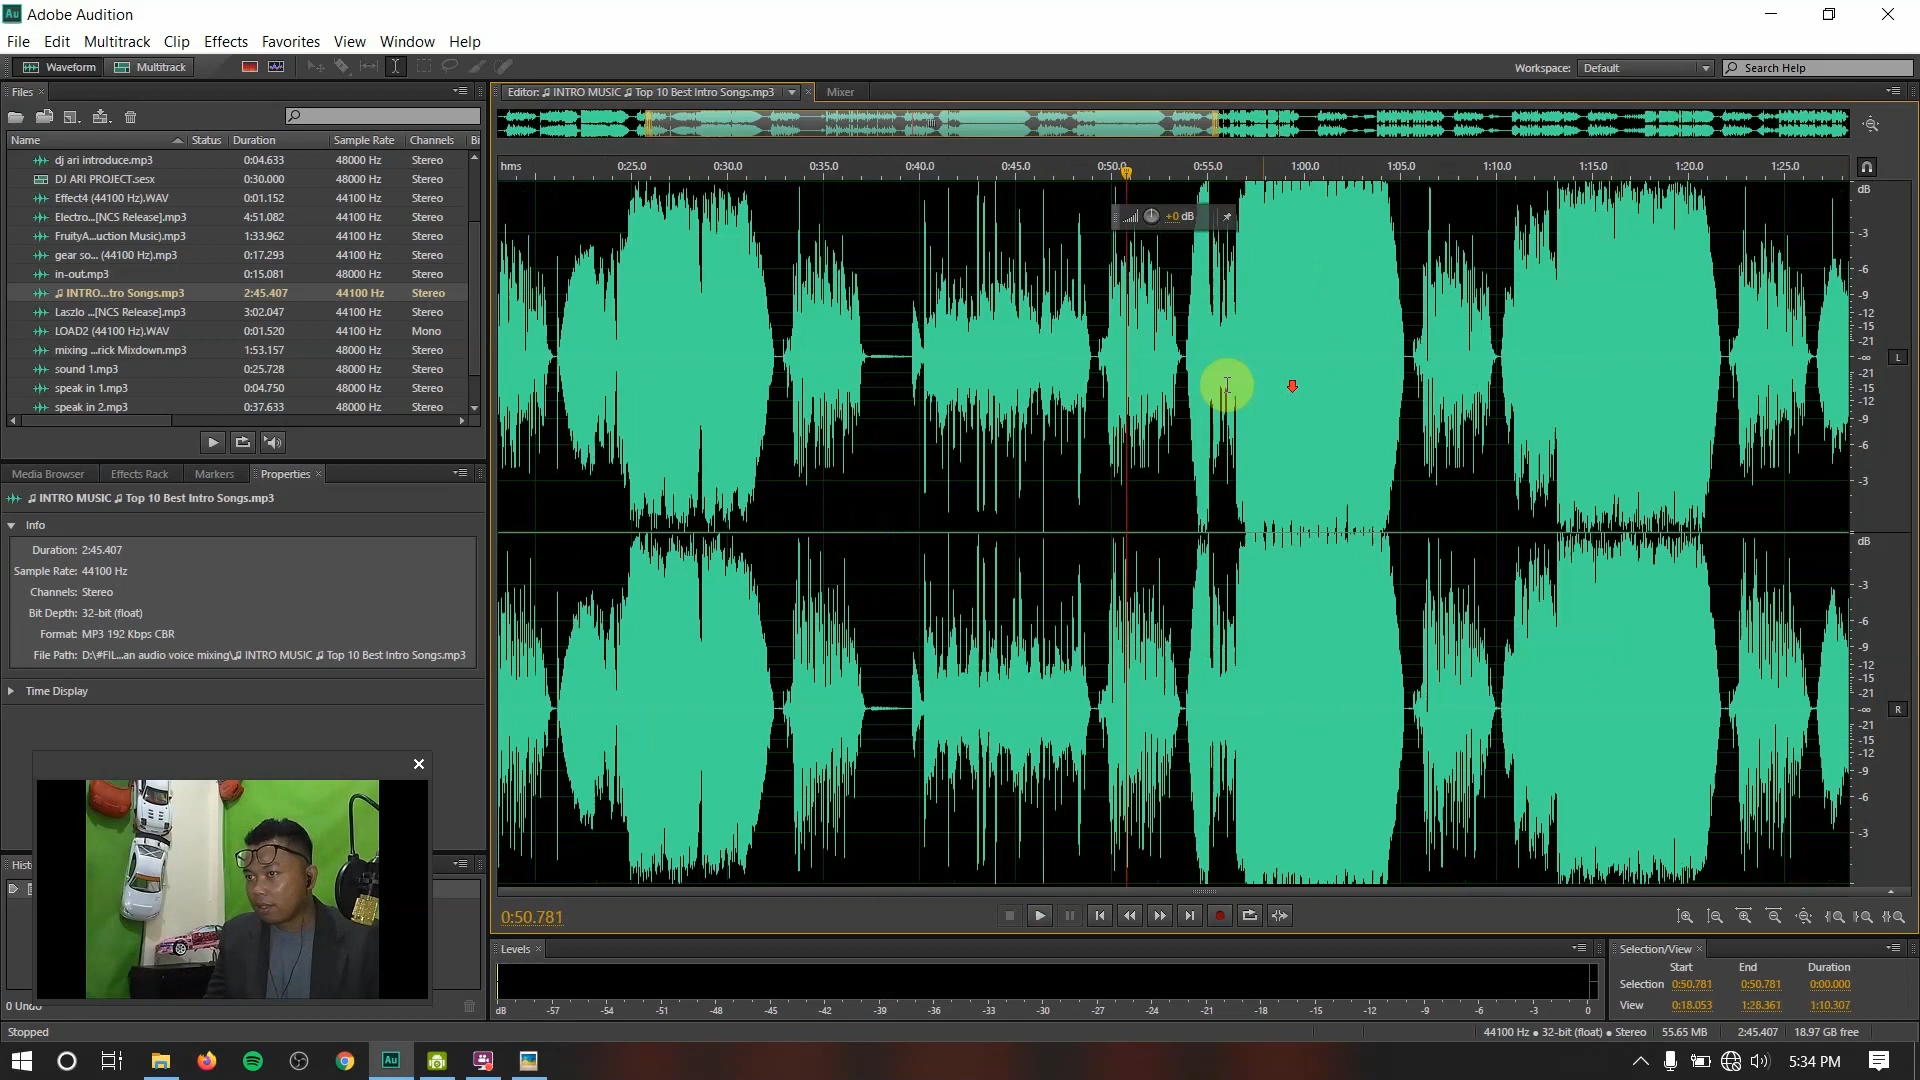 Au Adobe Audition
File Edit Multitrack Clip Effects Favorites View Window Help
Waveform Multitrack Workspace: Default Search Help
Files × Editor: ♫ INTRO MUSIC ♫ Top 10 Best Intro Songs.mp3 × Mixer
Name Status Duration Sample Rate Channels Bi
dj ari introduce.mp3 0:04.633 48000 Hz Stereo
DJ ARI PROJECT.sesx 0:30.000 48000 Hz Stereo
Effect4 (44100 Hz).WAV 0:01.152 44100 Hz Stereo
Electro...[NCS Release].mp3 4:51.082 44100 Hz Stereo
FruityA...uction Music).mp3 1:33.962 44100 Hz Stereo
gear so... (44100 Hz).mp3 0:17.293 44100 Hz Stereo
in-out.mp3 0:15.081 48000 Hz Stereo
♫ INTRO...tro Songs.mp3 2:45.407 44100 Hz Stereo
Laszlo ...[NCS Release].mp3 3:02.047 44100 Hz Stereo
LOAD2 (44100 Hz).WAV 0:01.520 44100 Hz Mono
mixing ...rick Mixdown.mp3 1:53.157 48000 Hz Stereo
sound 1.mp3 0:25.728 48000 Hz Stereo
speak in 1.mp3 0:04.750 48000 Hz Stereo
speak in 2.mp3 0:37.633 48000 Hz Stereo
Media Browser Effects Rack Markers Properties ×
♫ INTRO MUSIC ♫ Top 10 Best Intro Songs.mp3
Info
Duration: 2:45.407
Sample Rate: 44100 Hz
Channels: Stereo
Bit Depth: 32-bit (float)
Format: MP3 192 Kbps CBR
File Path: D:\#FIL...an audio voice mixing\♫ INTRO MUSIC ♫ Top 10 Best Intro Songs.mp3
Time Display
Hist
0 Undo
Stopped
hms 0:25.0 0:30.0 0:35.0 0:40.0 0:45.0 0:50.0 0:55.0 1:00.0 1:05.0 1:10.0 1:15.0 1:20.0 1:25.0
+0 dB
dB
-3
-6
-9
-12
-15
-21
-∞
-21
-15
-12
-9
-6
-3
L
dB
-3
-6
-9
-12
-15
-21
-∞
-21
-15
-12
-9
-6
-3
R
0:50.781
Levels ×
dB -57 -54 -51 -48 -45 -42 -39 -36 -33 -30 -27 -24 -21 -18 -15 -12 -9 -6 -3 0
Selection/View ×
Start End Duration
Selection 0:50.781 0:50.781 0:00.000
View 0:18.053 1:28.361 1:10.307
44100 Hz ● 32-bit (float) ● Stereo 55.65 MB 2:45.407 18.97 GB free
Au
5:34 PM